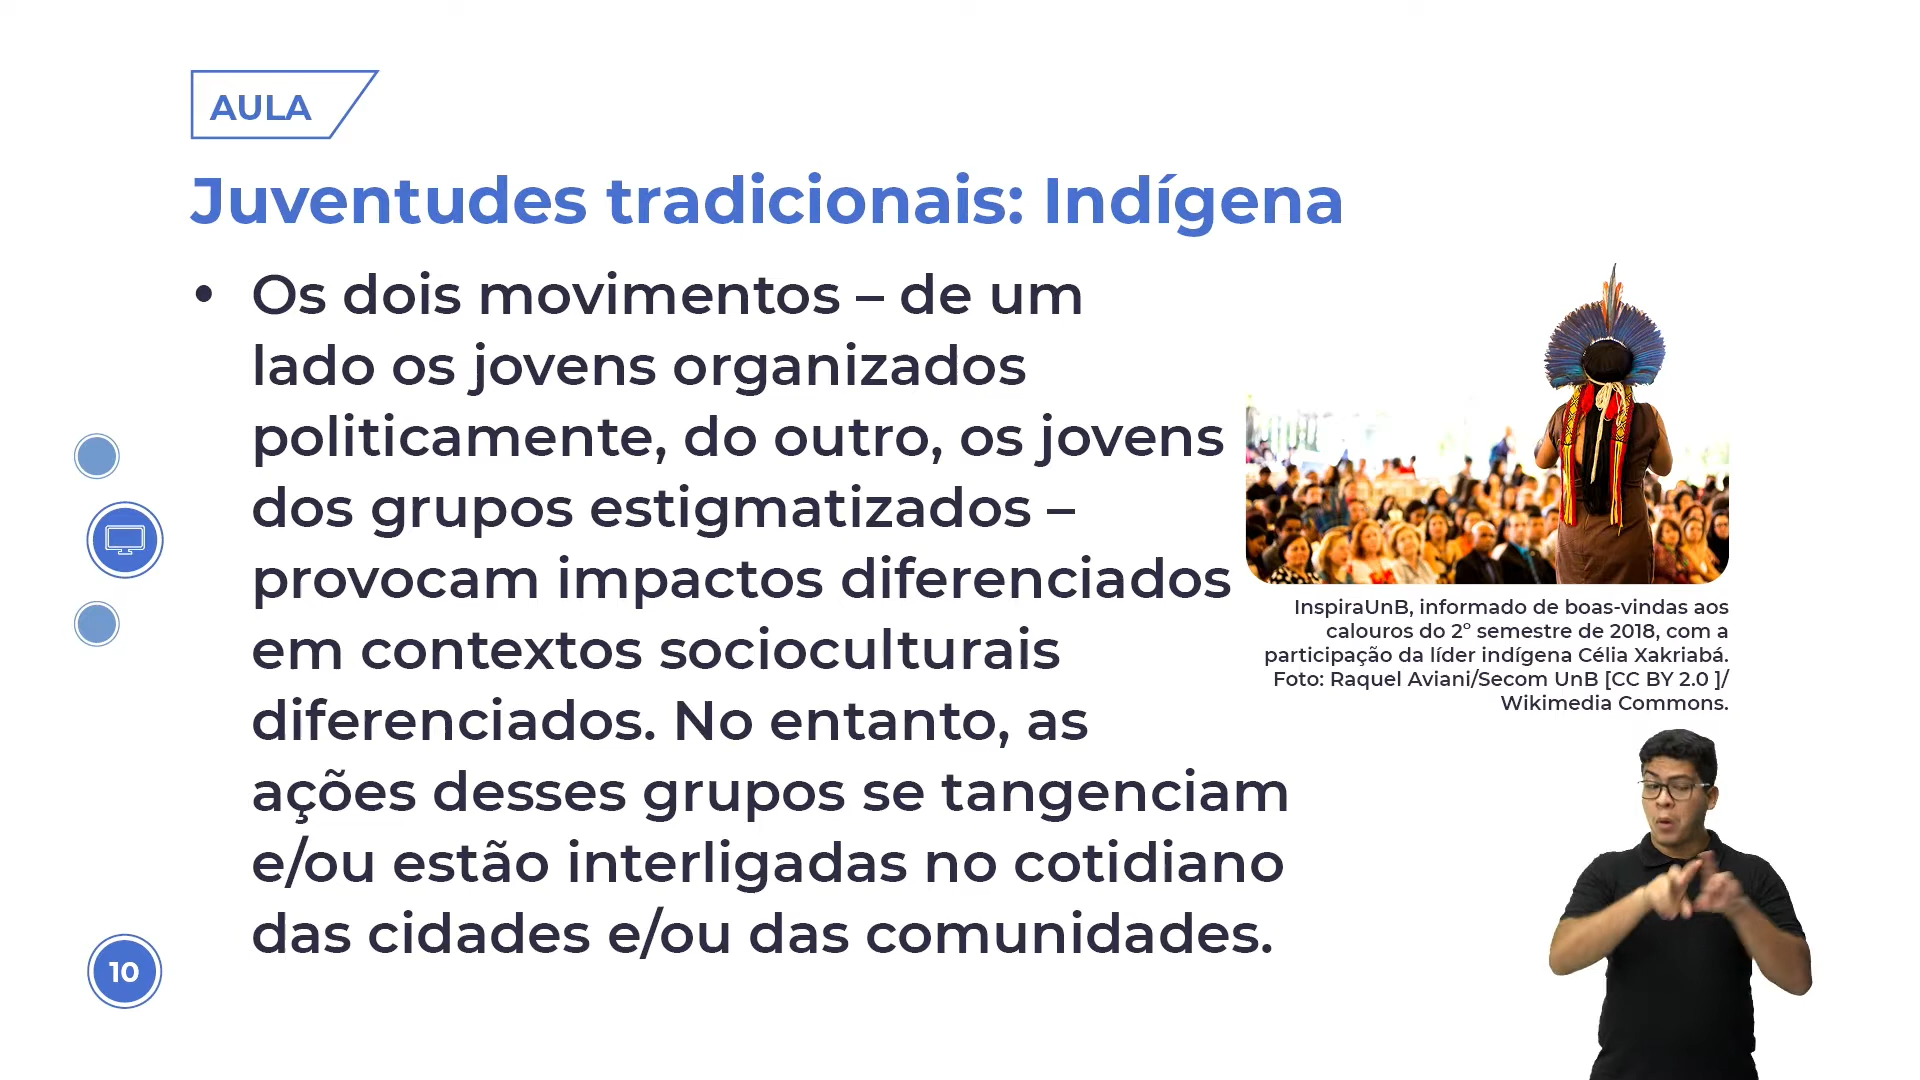 AULA
Juventudes tradicionais: Indígena
• Os dois movimentos – de um
lado os jovens organizados
politicamente, do outro, os jovens
dos grupos estigmatizados –
provocam impactos diferenciados
em contextos socioculturais
diferenciados. No entanto, as
ações desses grupos se tangenciam
e/ou estão interligadas no cotidiano
das cidades e/ou das comunidades.
InspiraUnB, informado de boas-vindas aos
calouros do 2º semestre de 2018, com a
participação da líder indígena Célia Xakriabá.
Foto: Raquel Aviani/Secom UnB [CC BY 2.0 ]/
Wikimedia Commons.
10